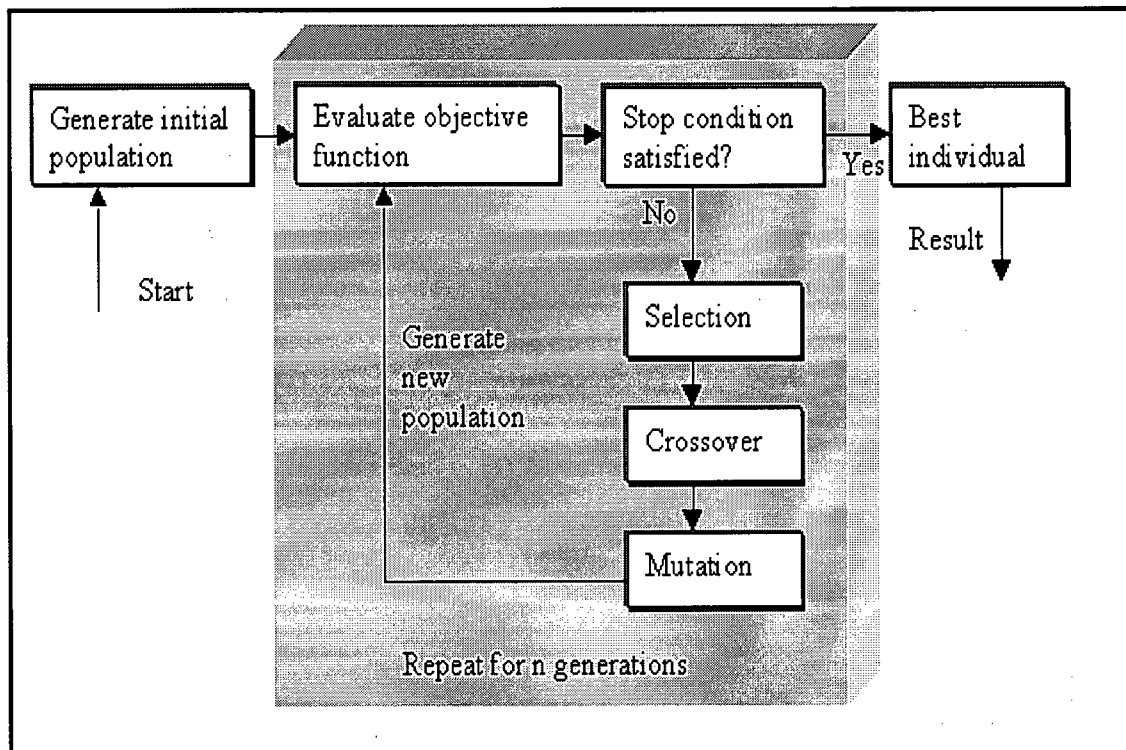 Generate initial
population
Evaluate objective
function
Stop condition
satisfied?
Yes
Best
individual
No
Result
Start
Selection
Generate
new
population
Crossover
Mutation
Repeat for n generations